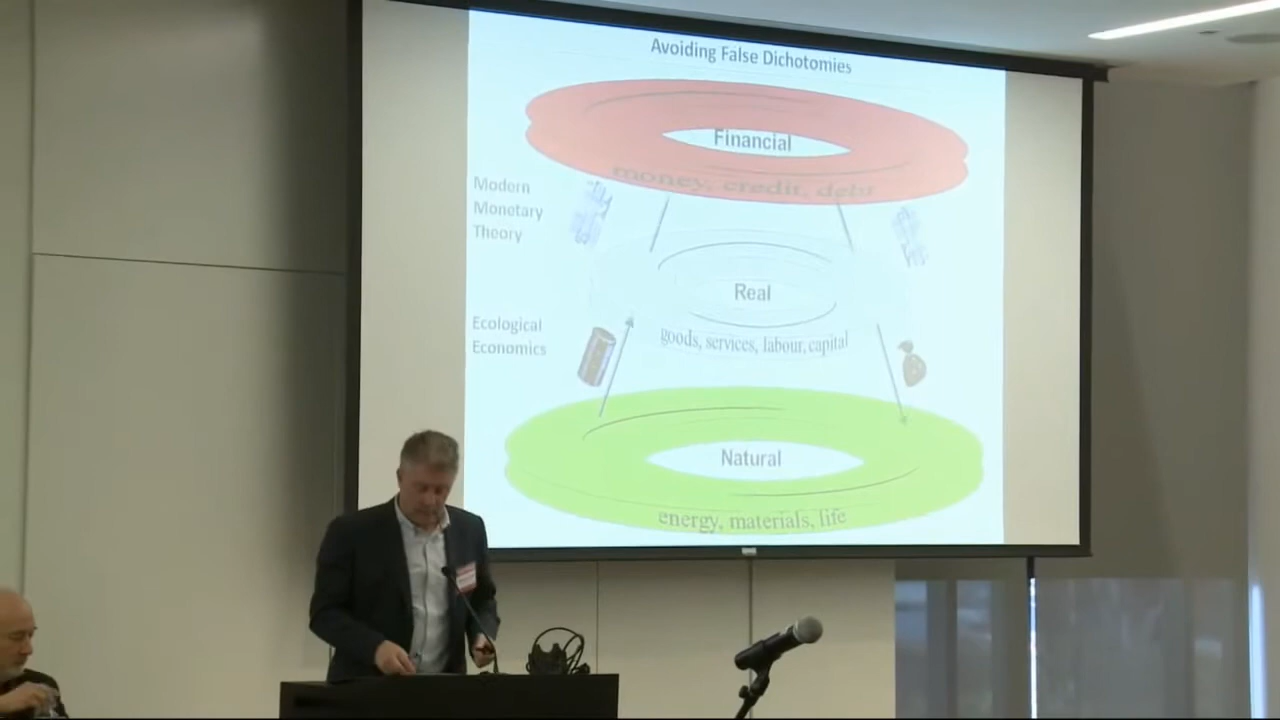 Avoiding False Dichotomies
Financial
money, credit, debt
Modern
Monetary
Theory
Real
goods, services, labour, capital
Ecological
Economics
Natural
energy, materials, life